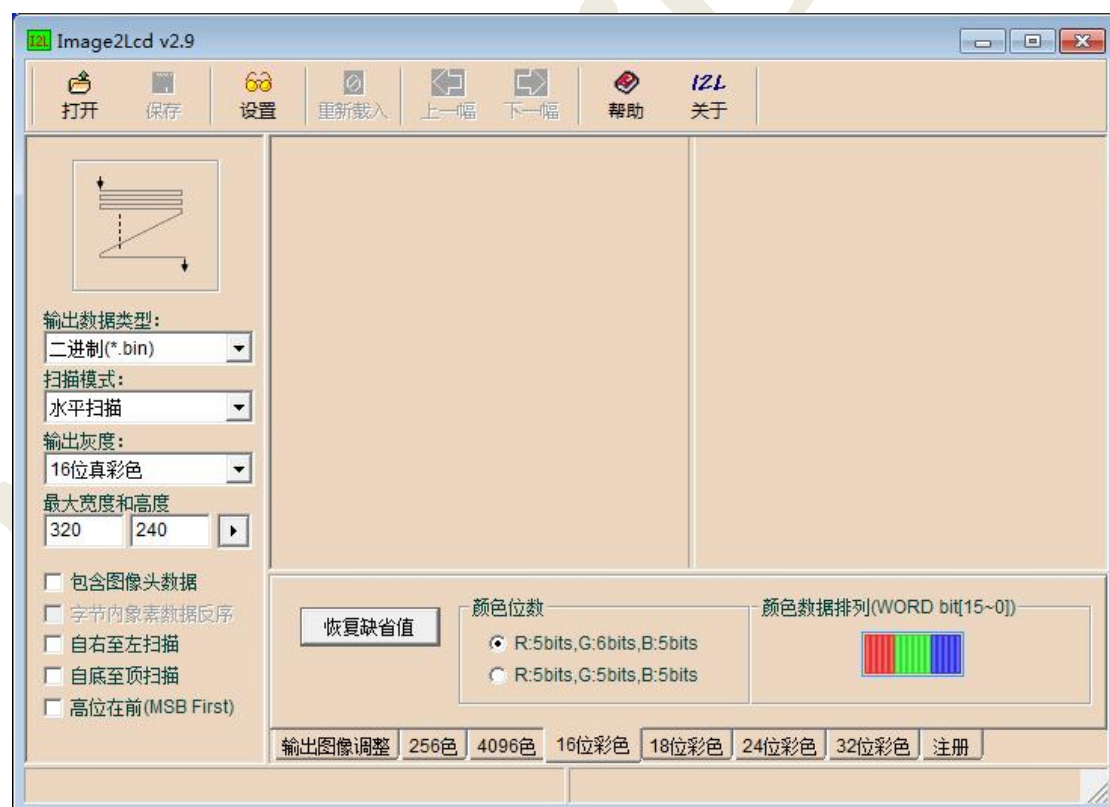 I2L Image2Lcd v2.9
打开 保存 设置 重新载入 上一幅 下一幅 帮助 I2L 关于
输出数据类型:
二进制(*.bin)
扫描模式:
水平扫描
输出灰度:
16位真彩色
最大宽度和高度
320 240
包含图像头数据
字节内象素数据反序
自右至左扫描
自底至顶扫描
高位在前(MSB First)
恢复缺省值
颜色位数
R:5bits,G:6bits,B:5bits
R:5bits,G:5bits,B:5bits
颜色数据排列(WORD bit[15~0])
输出图像调整 256色 4096色 16位彩色 18位彩色 24位彩色 32位彩色 注册